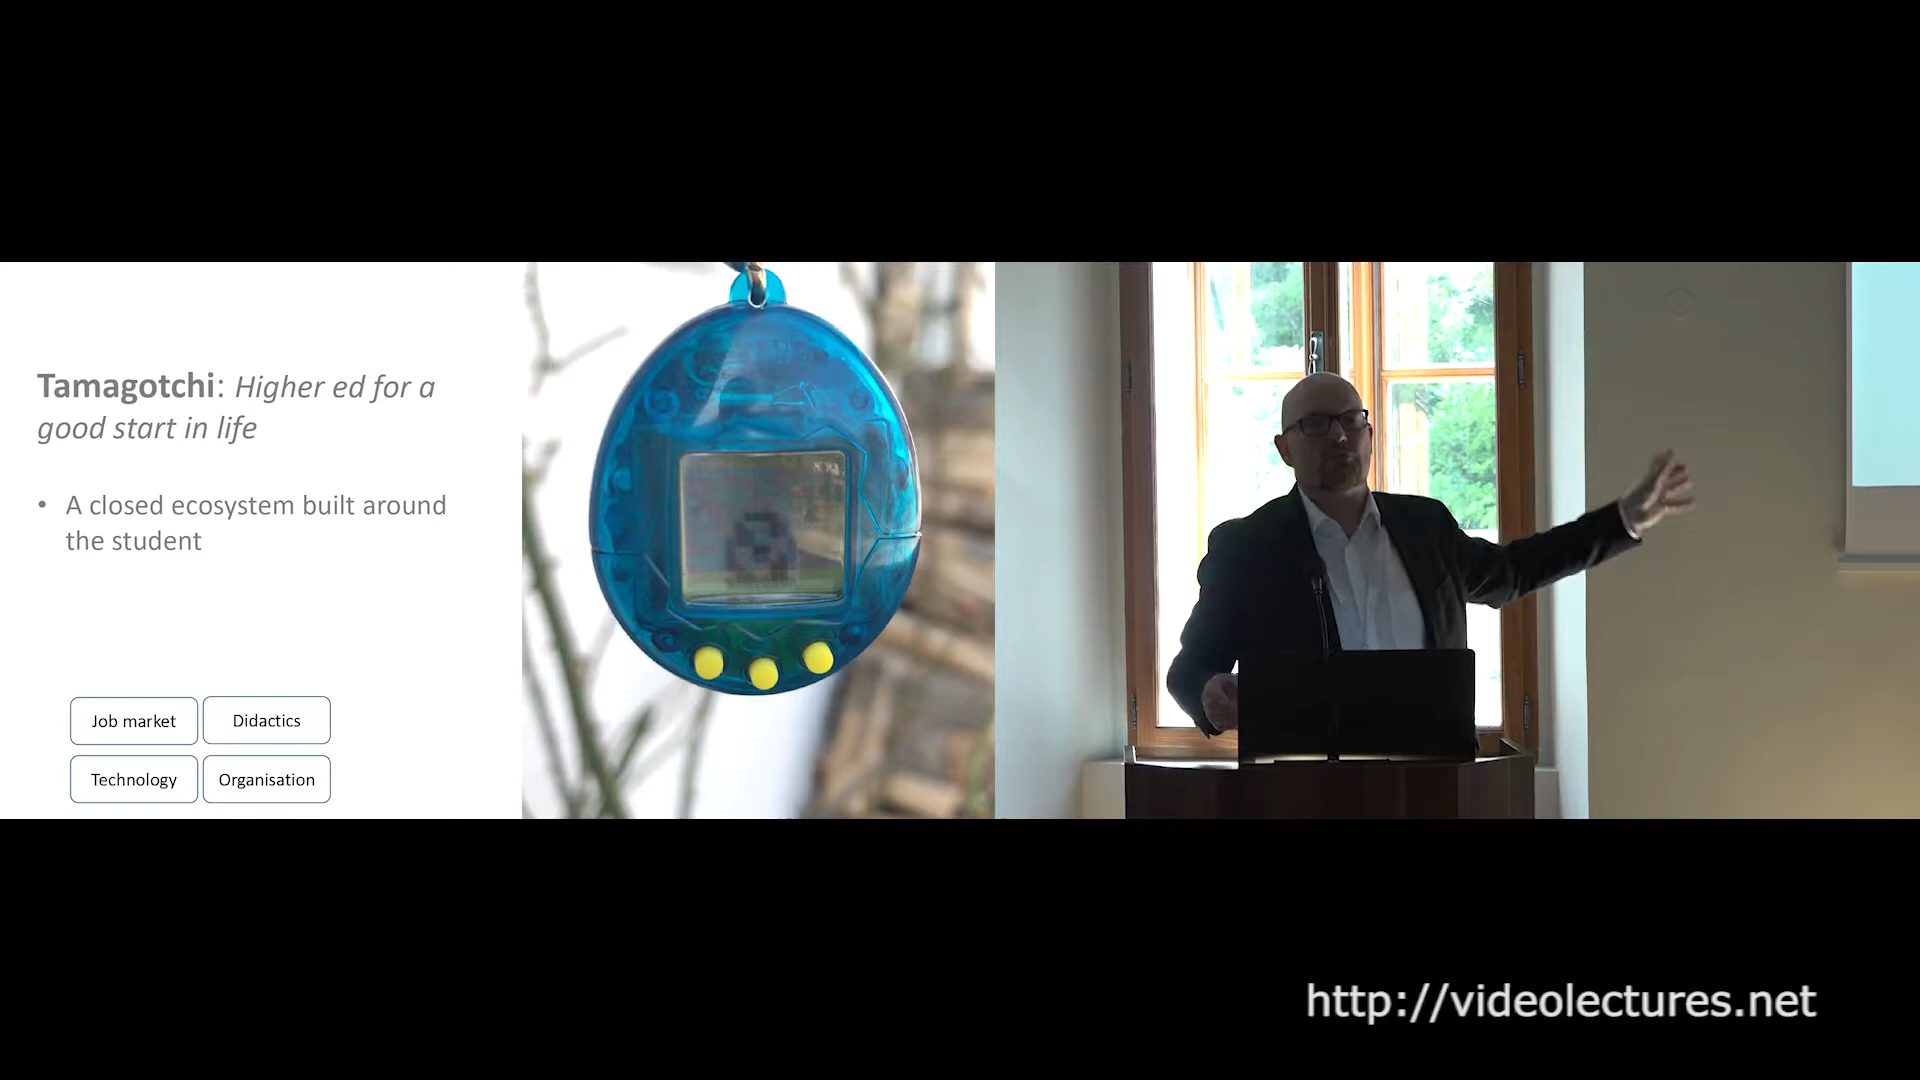 Tamagotchi: Higher ed for a
good start in life
• A closed ecosystem built around
the student
Job market
Didactics
Technology
Organisation
http://videolectures.net